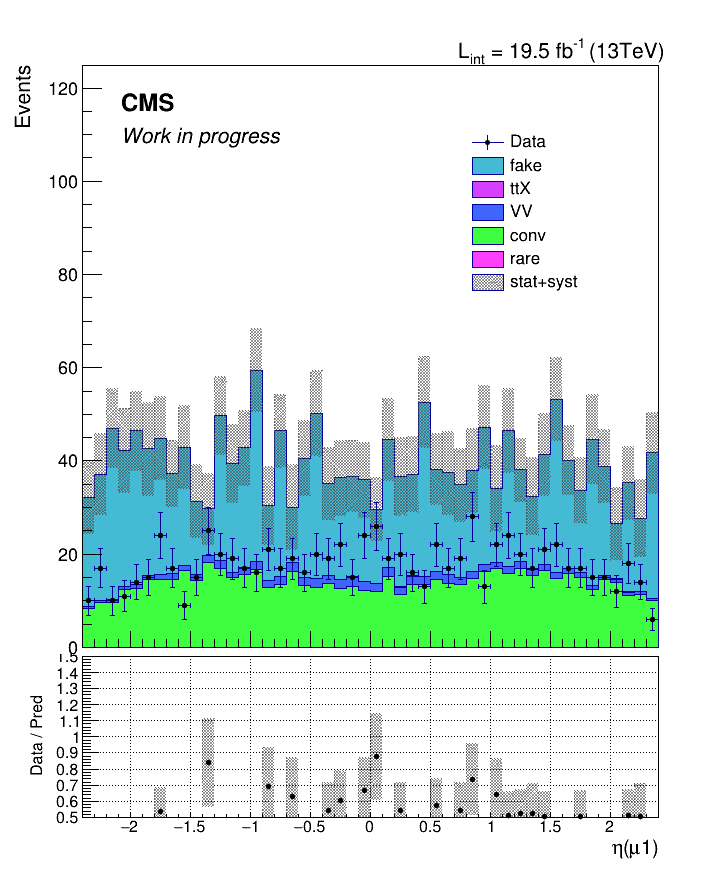 L_int = 19.5 fb^-1 (13TeV)
Events
120
100
80
60
40
20
0
CMS
Work in progress
Data
fake
ttX
VV
conv
rare
stat+syst
Data / Pred
1.5
1.4
1.3
1.2
1.1
1
0.9
0.8
0.7
0.6
0.5
−2 −1.5 −1 −0.5 0 0.5 1 1.5 2
η(μ1)